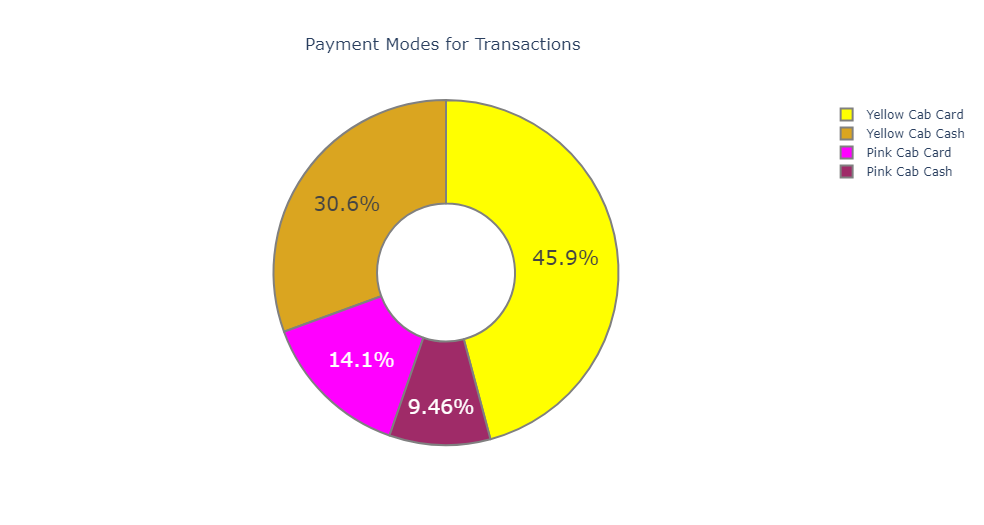 Payment Modes for Transactions
Yellow Cab Card
Yellow Cab Cash
Pink Cab Card
Pink Cab Cash
30.6%
45.9%
14.1%
9.46%